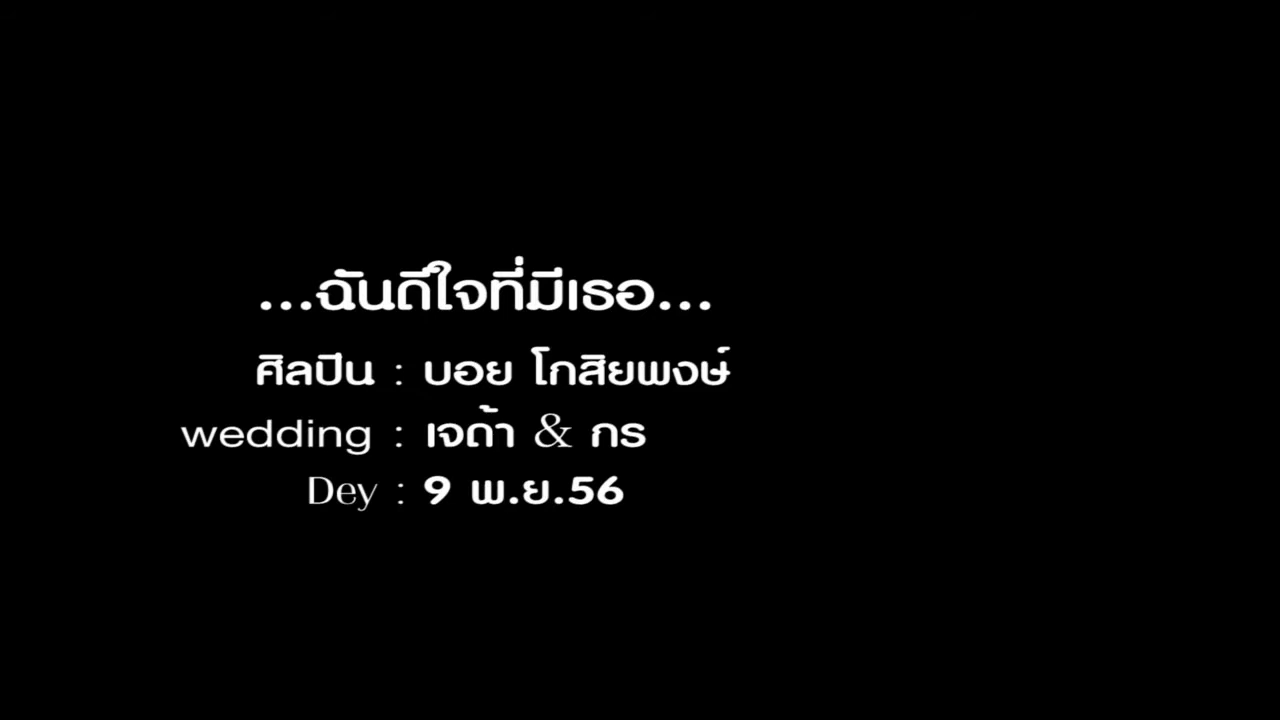 ...ฉันดีใจที่มีเธอ...
ศิลปิน : บอย โกสิยพงษ์
wedding : เจด้า & กร
Dey : 9 พ.ย.56